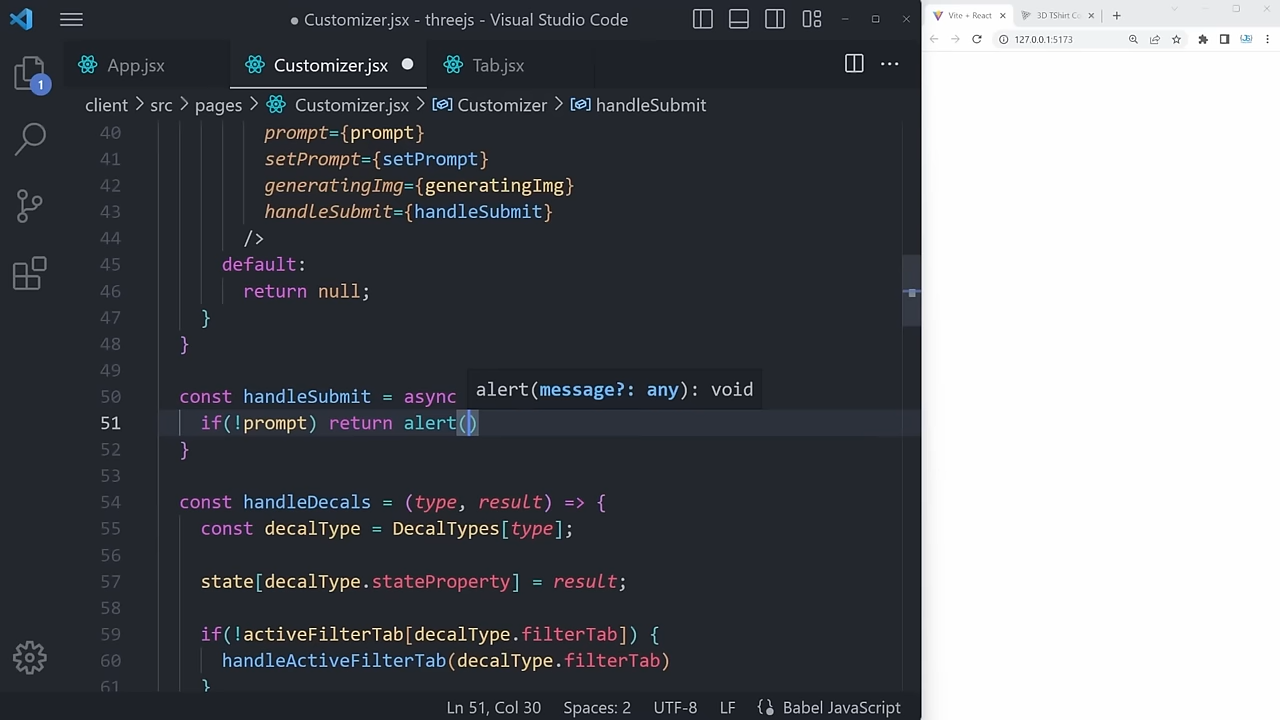 Customizer.jsx - threejs - Visual Studio Code
App.jsx
Customizer.jsx
Tab.jsx
client > src > pages > Customizer.jsx > Customizer > handleSubmit
1
40 prompt={prompt}
41 setPrompt={setPrompt}
42 generatingImg={generatingImg}
43 handleSubmit={handleSubmit}
44 />
45 default:
46 return null;
47 }
48 }
49
50 const handleSubmit = async
alert(message?: any): void
51 if(!prompt) return alert()
52 }
53
54 const handleDecals = (type, result) => {
55 const decalType = DecalTypes[type];
56
57 state[decalType.stateProperty] = result;
58
59 if(!activeFilterTab[decalType.filterTab]) {
60 handleActiveFilterTab(decalType.filterTab)
61 }
Ln 51, Col 30 Spaces: 2 UTF-8 LF Babel JavaScript
Vite + React
3D TShirt Co
127.0.0.1:5173